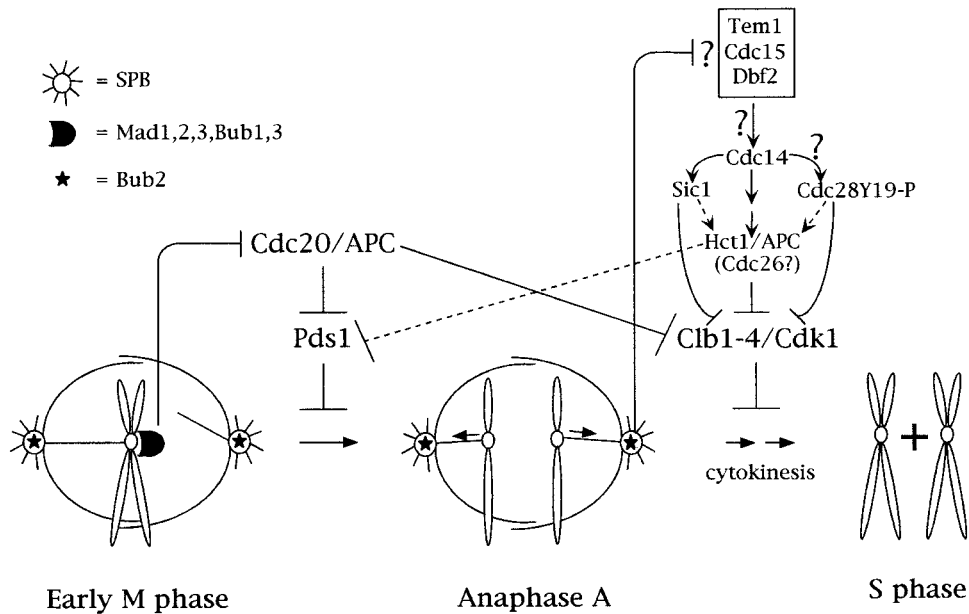 Tem1
Cdc15
Dbf2
?
= SPB
= Mad1,2,3,Bub1,3
= Bub2
?
Cdc14
?
Sic1
Cdc28Y19-P
Hct1/APC
(Cdc26?)
Cdc20/APC
Pds1
Clb1-4/Cdk1
+
cytokinesis
Early M phase
Anaphase A
S phase